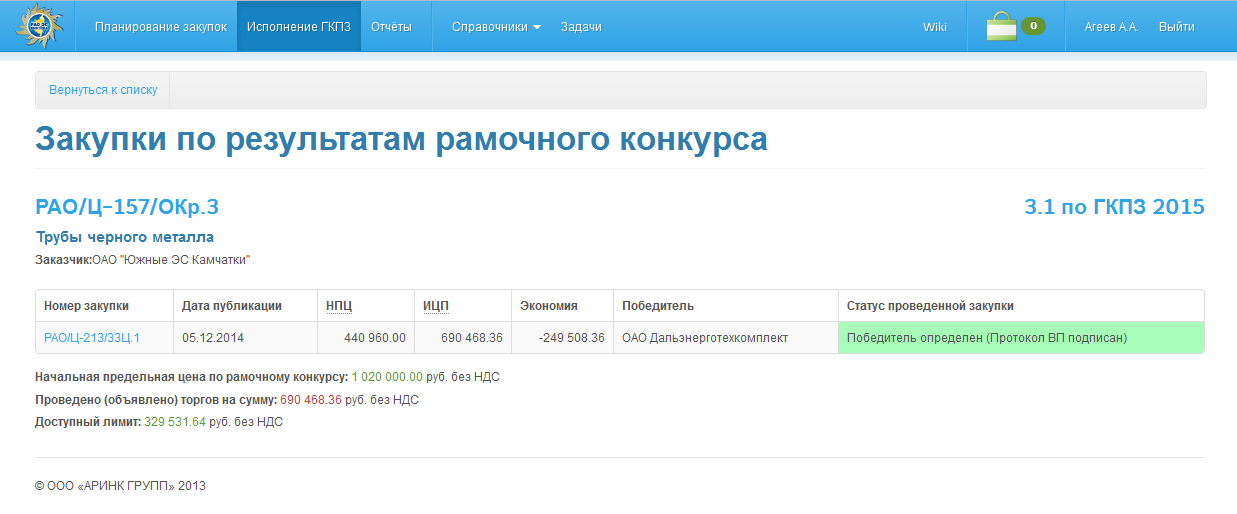 РАО ЭС
Планирование закупок Исполнение ГКПЗ Отчёты Справочники Задачи Wiki 0 Агеев А.А. Выйти
Вернуться к списку
Закупки по результатам рамочного конкурса
РАО/Ц-157/ОКр.3 3.1 по ГКПЗ 2015
Трубы черного металла
Заказчик:ОАО "Южные ЭС Камчатки"
Номер закупки Дата публикации НПЦ ИЦП Экономия Победитель Статус проведенной закупки
РАО/Ц-213/ЗЗЦ.1 05.12.2014 440 960.00 690 468.36 -249 508.36 ОАО Дальэнерготехкомплект Победитель определен (Протокол ВП подписан)
Начальная предельная цена по рамочному конкурсу: 1 020 000.00 руб. без НДС
Проведено (объявлено) торгов на сумму: 690 468.36 руб. без НДС
Доступный лимит: 329 531.64 руб. без НДС
© ООО «АРИНК ГРУПП» 2013